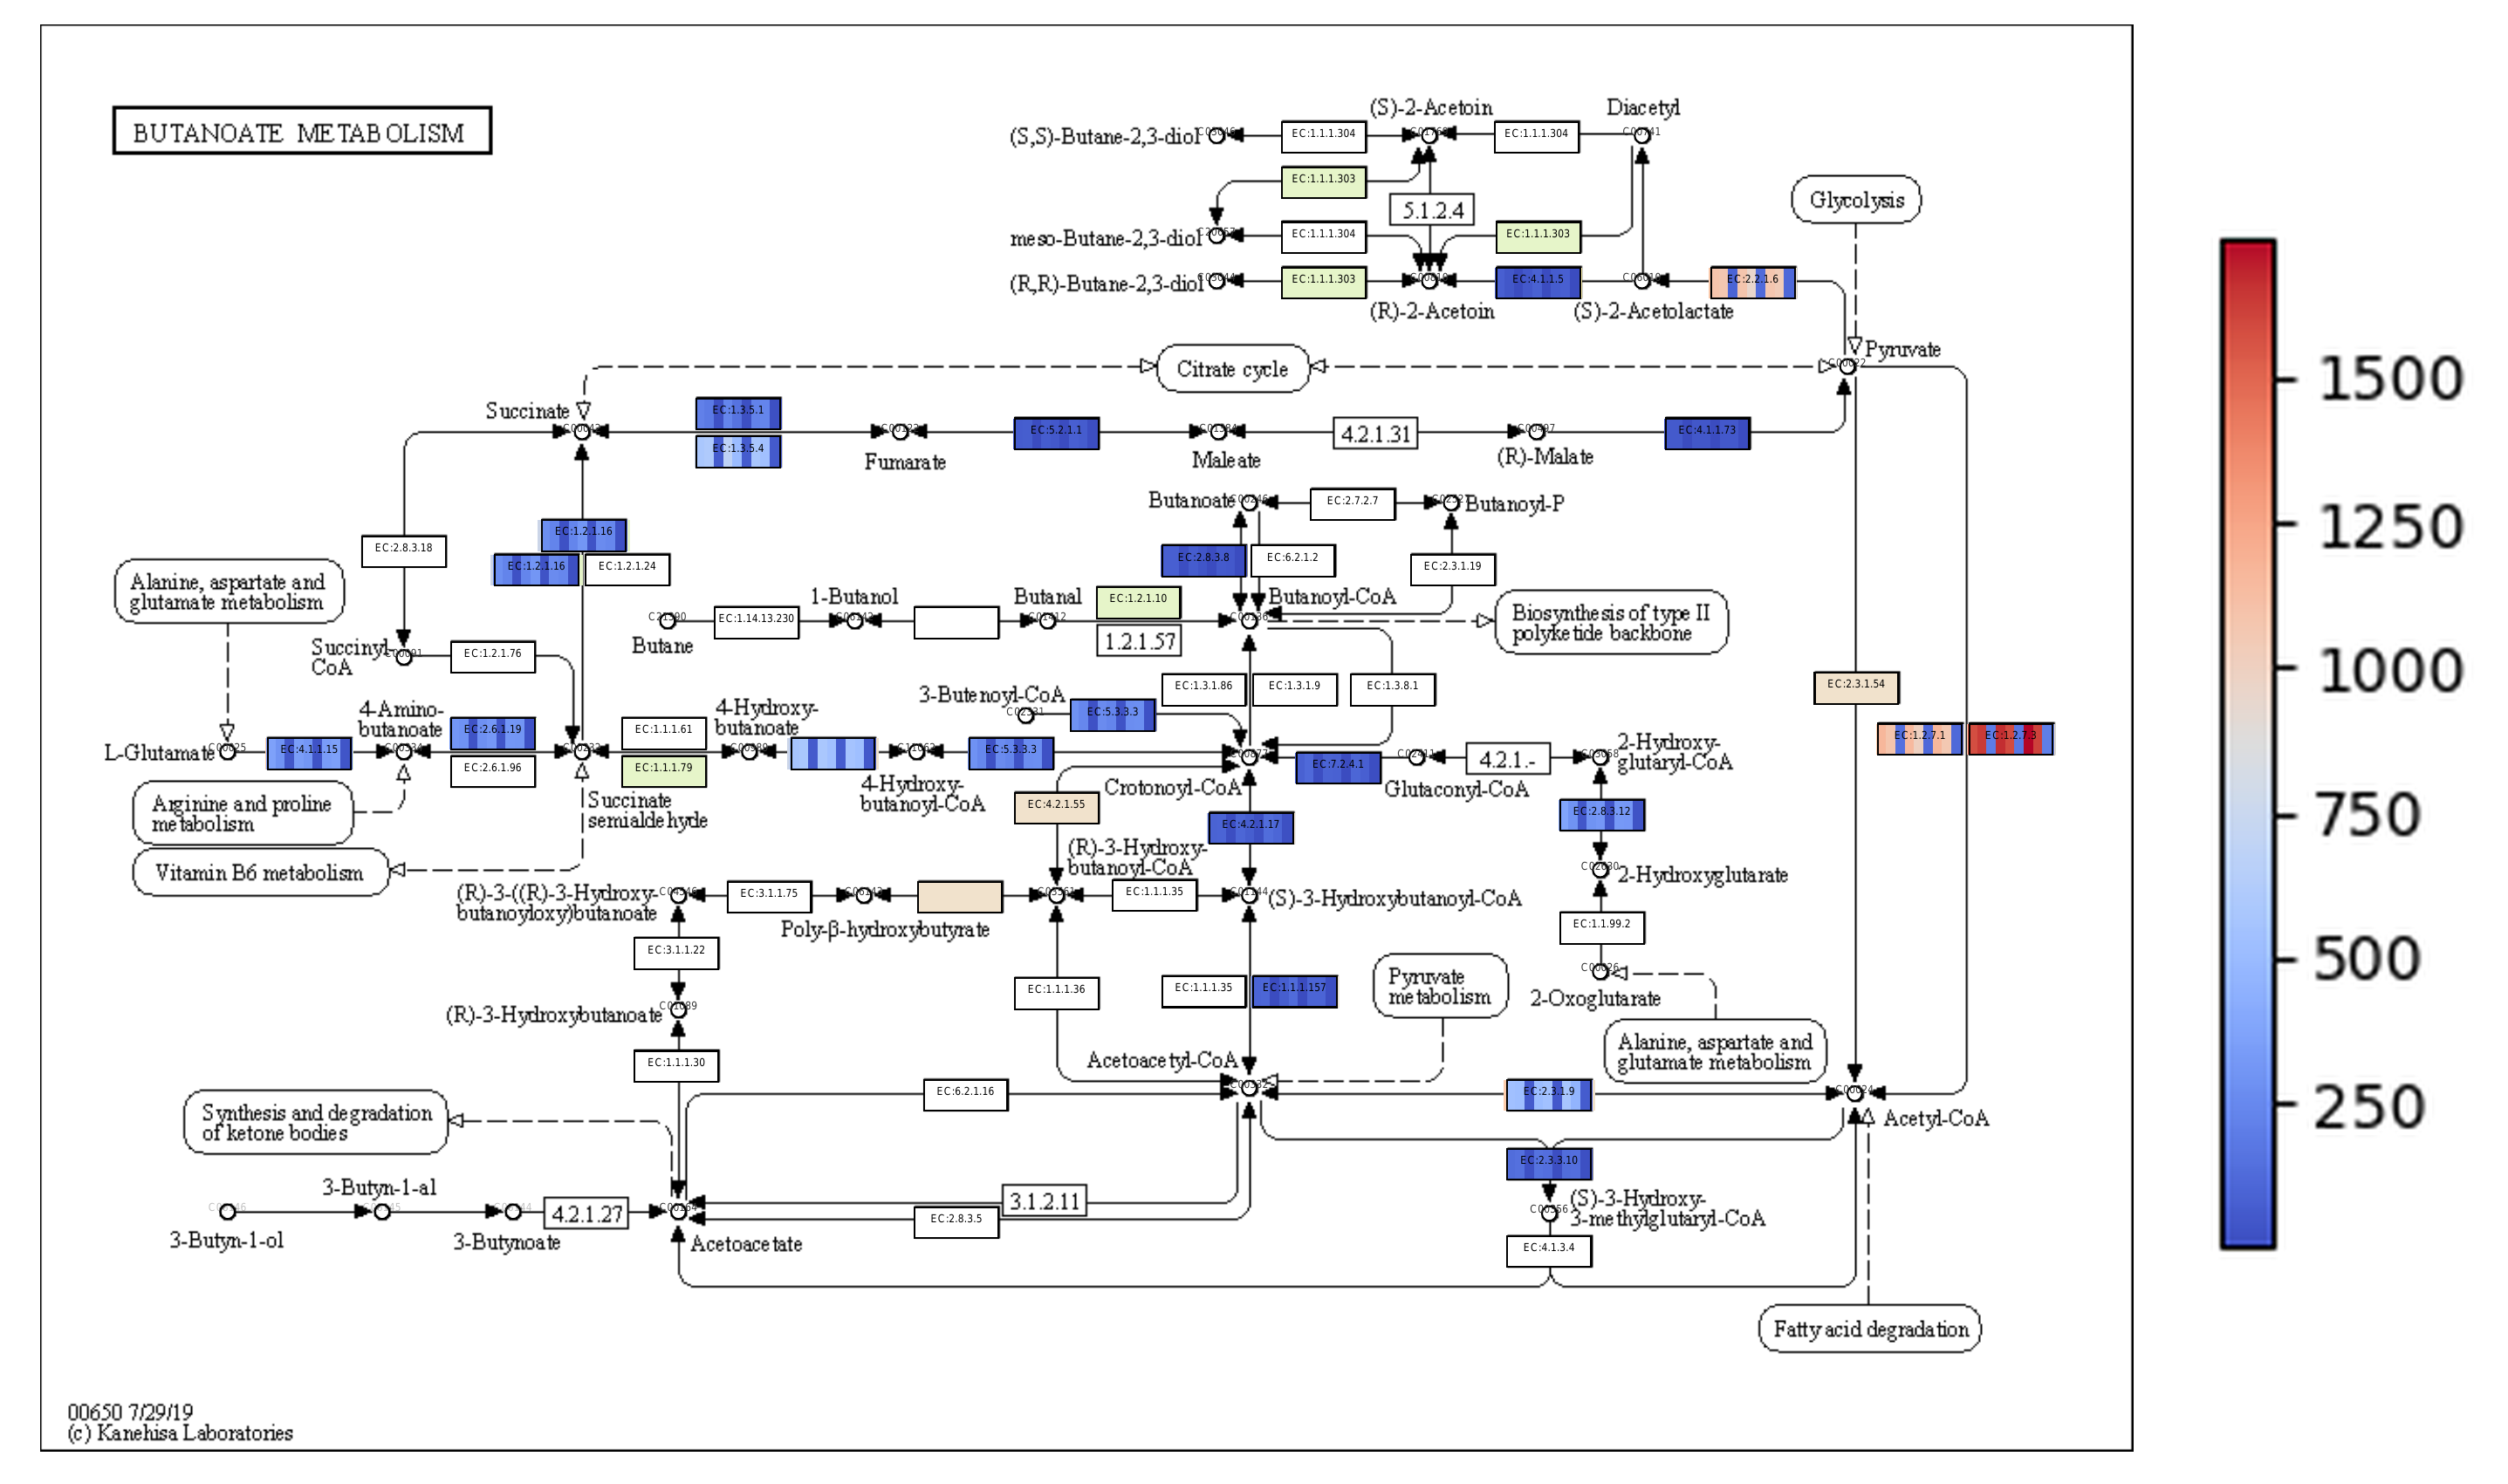 BUTANOATE METABOLISM
(S)-2-Acetoin
Diacetyl
(S,S)-Butane-2,3-diol
EC:1.1.1.304
EC:1.1.1.304
EC:1.1.1.303
5.1.2.4
Glycolysis
meso-Butane-2,3-diol
EC:1.1.1.304
EC:1.1.1.303
(R,R)-Butane-2,3-diol
EC:1.1.1.303
EC:4.1.1.5
EC:2.2.1.6
(R)-2-Acetoin
(S)-2-Acetolactate
Pyruvate
Citrate cycle
Succinate
EC:1.3.5.1
EC:1.3.5.4
Fumarate
EC:5.2.1.1
Maleate
4.2.1.31
(R)-Malate
EC:4.1.1.73
Butanoate
EC:2.7.2.7
Butanoyl-P
EC:2.8.3.18
EC:1.2.1.16
EC:1.2.1.16
EC:1.2.1.24
EC:2.8.3.8
EC:6.2.1.2
EC:2.3.1.19
Alanine, aspartate and
glutamate metabolism
1-Butanol
Butanal
EC:1.2.1.10
Butanoyl-CoA
Biosynthesis of type II
polyketide backbone
Butane
EC:1.14.13.230
1.2.1.57
Succinyl-
CoA
EC:1.2.1.76
EC:1.3.1.86
EC:1.3.1.9
EC:1.3.8.1
EC:2.3.1.54
3-Butenoyl-CoA
EC:5.3.3.3
4-Amino-
butanoate
EC:2.6.1.19
EC:1.1.1.61
4-Hydroxy-
butanoate
EC:1.2.7.1
EC:1.2.7.3
L-Glutamate
EC:4.1.1.15
EC:2.6.1.96
EC:1.1.1.79
EC:5.3.3.3
4-Hydroxy-
butanoyl-CoA
Crotonoyl-CoA
EC:7.2.4.1
Glutaconyl-CoA
4.2.1.-
2-Hydroxy-
glutaryl-CoA
Arginine and proline
metabolism
Succinate
semialdehyde
EC:4.2.1.55
EC:4.2.1.17
EC:2.8.3.12
Vitamin B6 metabolism
(R)-3-Hydroxy-
butanoyl-CoA
2-Hydroxyglutarate
(R)-3-((R)-3-Hydroxy-
butanoyloxy)butanoate
EC:3.1.1.75
Poly-β-hydroxybutyrate
EC:1.1.1.35
(S)-3-Hydroxybutanoyl-CoA
EC:3.1.1.22
EC:1.1.99.2
(R)-3-Hydroxybutanoate
EC:1.1.1.36
EC:1.1.1.35
EC:1.1.1.157
Pyruvate
metabolism
2-Oxoglutarate
EC:1.1.1.30
Acetoacetyl-CoA
Alanine, aspartate and
glutamate metabolism
EC:6.2.1.16
EC:2.3.1.9
Acetyl-CoA
Synthesis and degradation
of ketone bodies
EC:2.3.3.10
3-Butyn-1-al
3-Butyn-1-ol
3-Butynoate
4.2.1.27
Acetoacetate
3.1.2.11
EC:2.8.3.5
(S)-3-Hydroxy-
3-methylglutaryl-CoA
EC:4.1.3.4
Fatty acid degradation
00650 7/29/19
(c) Kanehisa Laboratories
1500
1250
1000
750
500
250